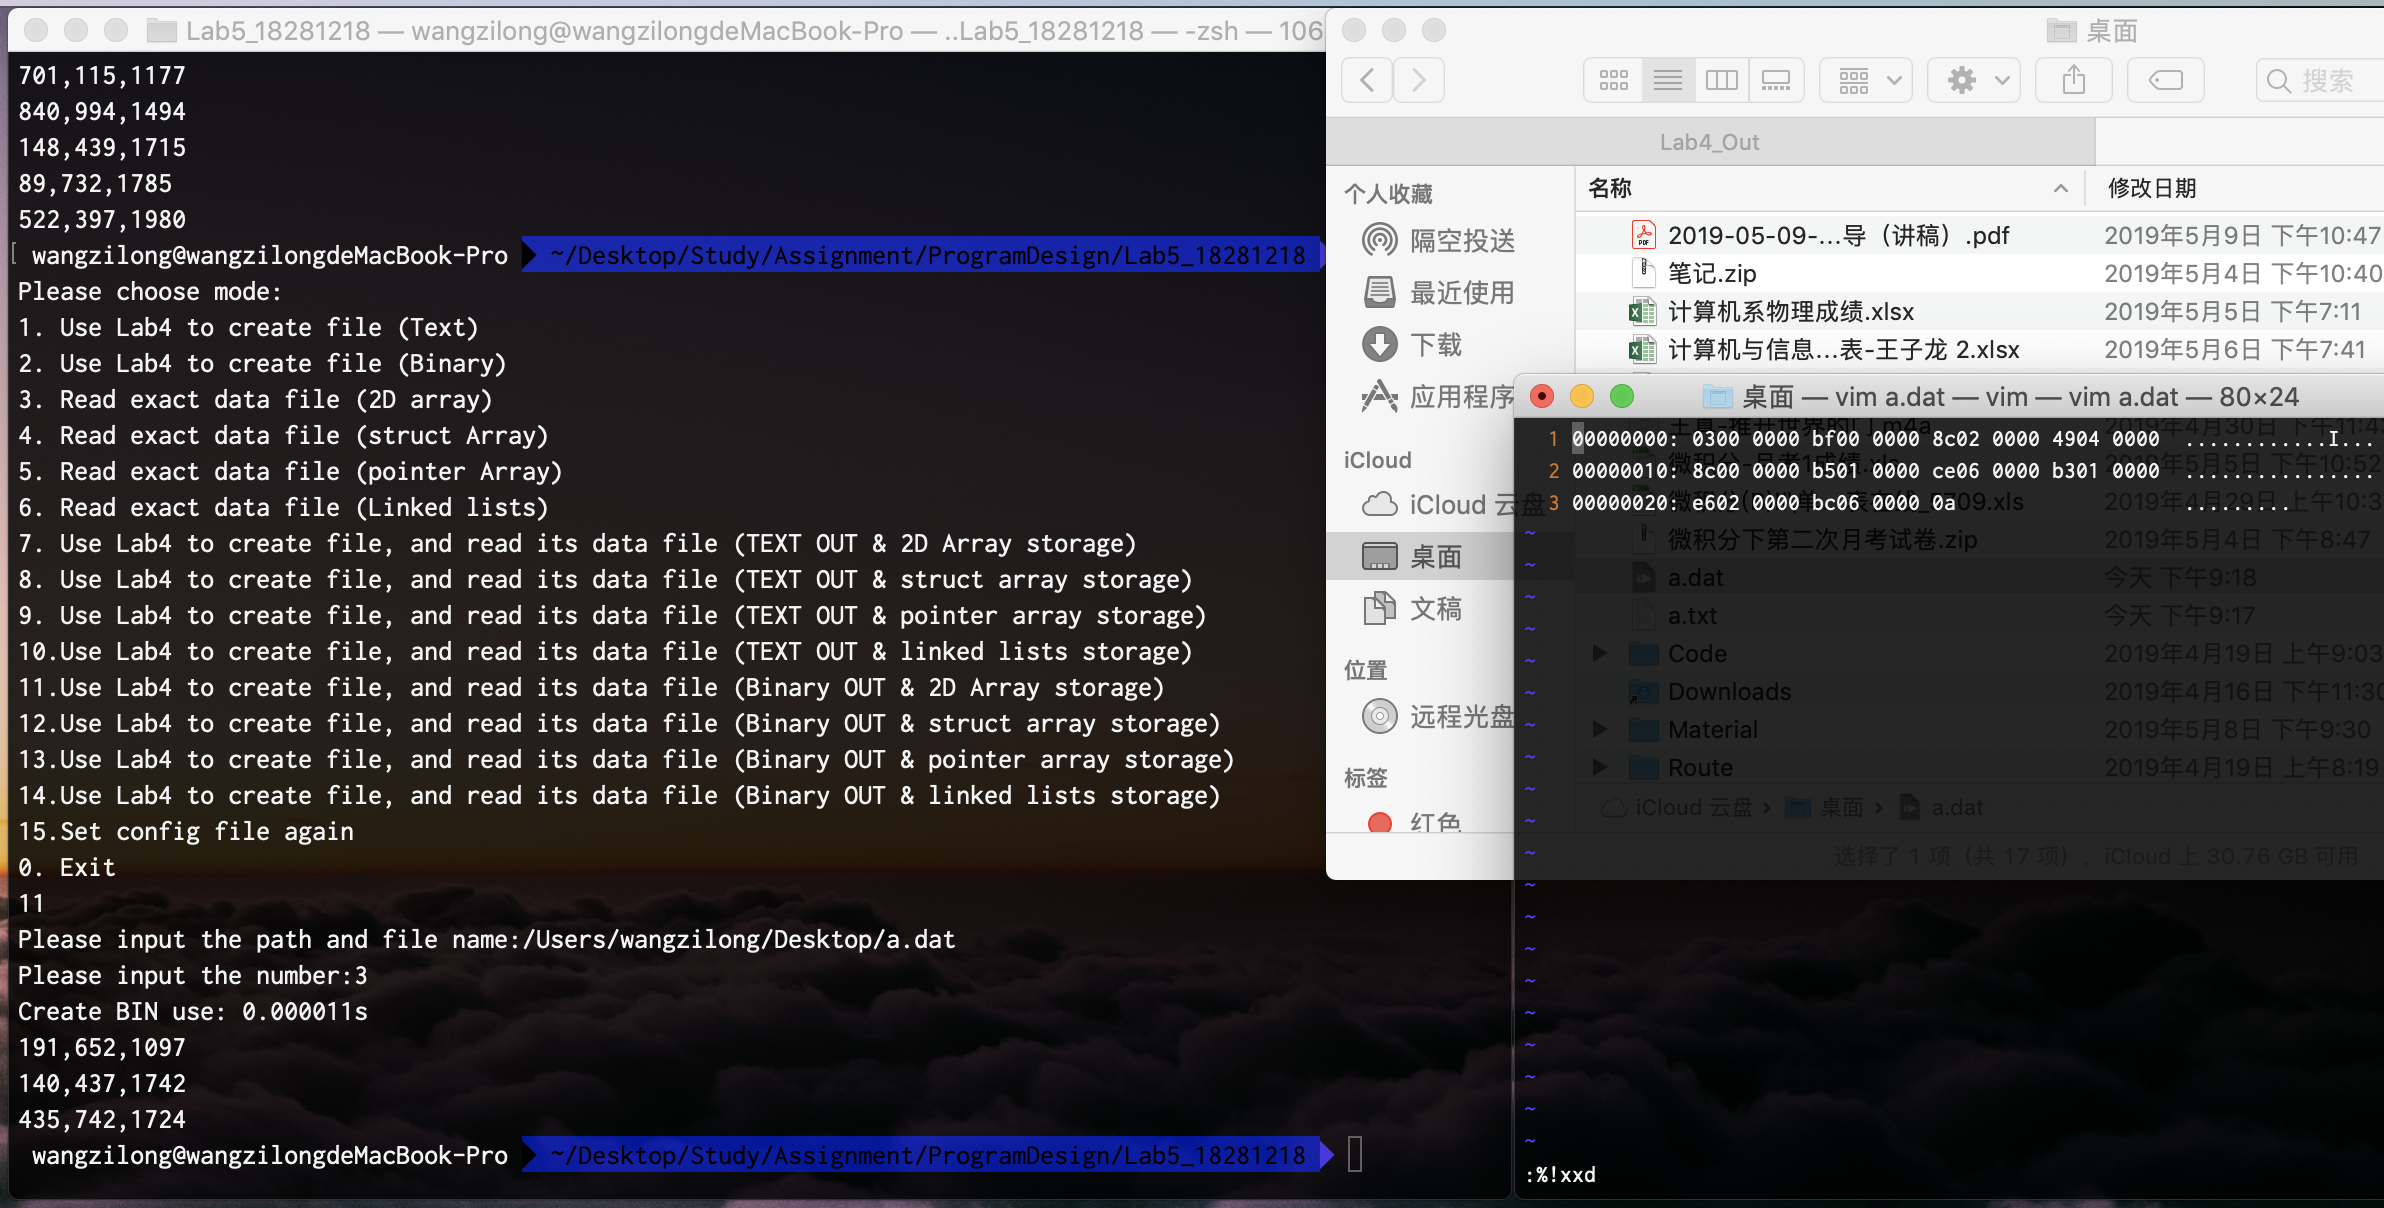 Lab5_18281218 — wangzilong@wangzilongdeMacBook-Pro — ..Lab5_18281218 — -zsh — 106
701,115,1177
840,994,1494
148,439,1715
89,732,1785
522,397,1980
wangzilong@wangzilongdeMacBook-Pro ~/Desktop/Study/Assignment/ProgramDesign/Lab5_18281218
Please choose mode:
1. Use Lab4 to create file (Text)
2. Use Lab4 to create file (Binary)
3. Read exact data file (2D array)
4. Read exact data file (struct Array)
5. Read exact data file (pointer Array)
6. Read exact data file (Linked lists)
7. Use Lab4 to create file, and read its data file (TEXT OUT & 2D Array storage)
8. Use Lab4 to create file, and read its data file (TEXT OUT & struct array storage)
9. Use Lab4 to create file, and read its data file (TEXT OUT & pointer array storage)
10.Use Lab4 to create file, and read its data file (TEXT OUT & linked lists storage)
11.Use Lab4 to create file, and read its data file (Binary OUT & 2D Array storage)
12.Use Lab4 to create file, and read its data file (Binary OUT & struct array storage)
13.Use Lab4 to create file, and read its data file (Binary OUT & pointer array storage)
14.Use Lab4 to create file, and read its data file (Binary OUT & linked lists storage)
15.Set config file again
0. Exit
11
Please input the path and file name:/Users/wangzilong/Desktop/a.dat
Please input the number:3
Create BIN use: 0.000011s
191,652,1097
140,437,1742
435,742,1724
wangzilong@wangzilongdeMacBook-Pro ~/Desktop/Study/Assignment/ProgramDesign/Lab5_18281218
桌面
搜索
Lab4_Out
个人收藏
隔空投送
最近使用
下载
应用程序
iCloud
iCloud 云盘
桌面
文稿
位置
远程光盘
标签
红色
名称 修改日期
2019-05-09-...导（讲稿）.pdf 2019年5月9日 下午10:47
笔记.zip 2019年5月4日 下午10:40
计算机系物理成绩.xlsx 2019年5月5日 下午7:11
计算机与信息...表-王子龙 2.xlsx 2019年5月6日 下午7:41
桌面 — vim a.dat — vim — vim a.dat — 80×24
1 00000000: 0300 0000 bf00 0000 8c02 0000 4904 0000 ............I...
2 00000010: 8c00 0000 b501 0000 ce06 0000 b301 0000 ................
3 00000020: e602 0000 bc06 0000 0a .........
微积分下第二次月考试卷.zip 2019年5月4日 下午8:47
a.dat 今天 下午9:18
a.txt 今天 下午9:17
Code 2019年4月19日 上午9:03
Downloads 2019年4月16日 下午11:30
Material 2019年5月8日 下午9:30
Route 2019年4月19日 上午8:19
iCloud 云盘 › 桌面 › a.dat
选择了 1 项（共 17 项），iCloud 上 30.76 GB 可用
:%!xxd